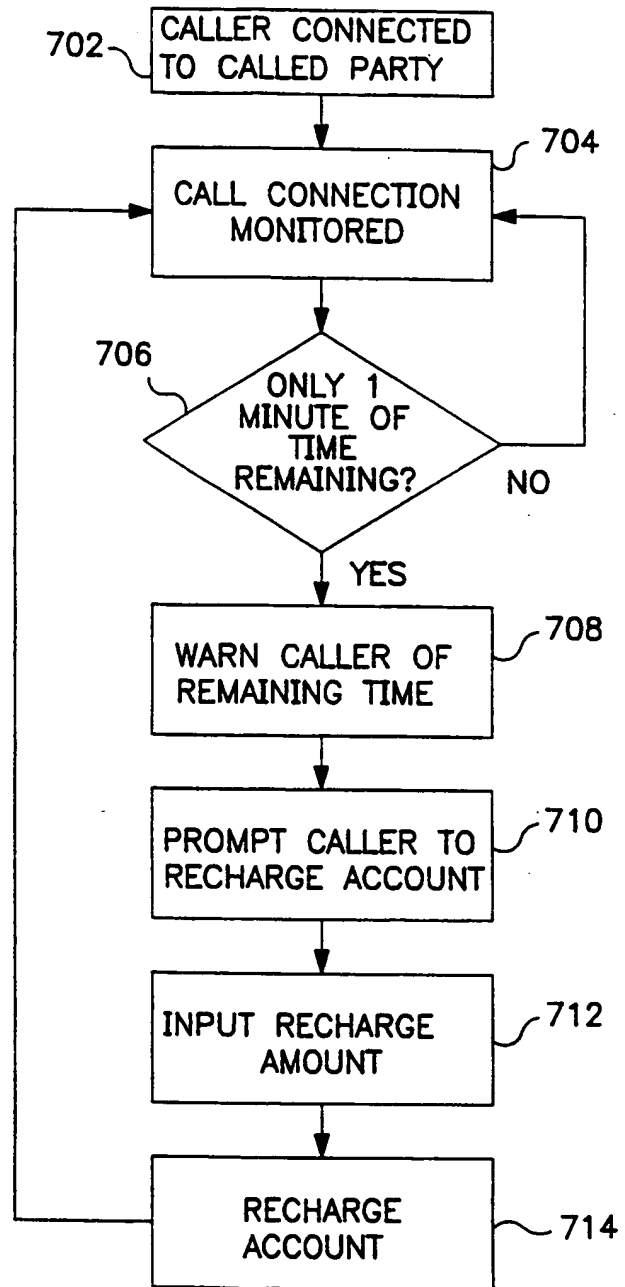 702
CALLER CONNECTED
TO CALLED PARTY
704
CALL CONNECTION
MONITORED
706
ONLY 1
MINUTE OF
TIME
REMAINING?
NO
YES
708
WARN CALLER OF
REMAINING TIME
710
PROMPT CALLER TO
RECHARGE ACCOUNT
712
INPUT RECHARGE
AMOUNT
RECHARGE
ACCOUNT
714